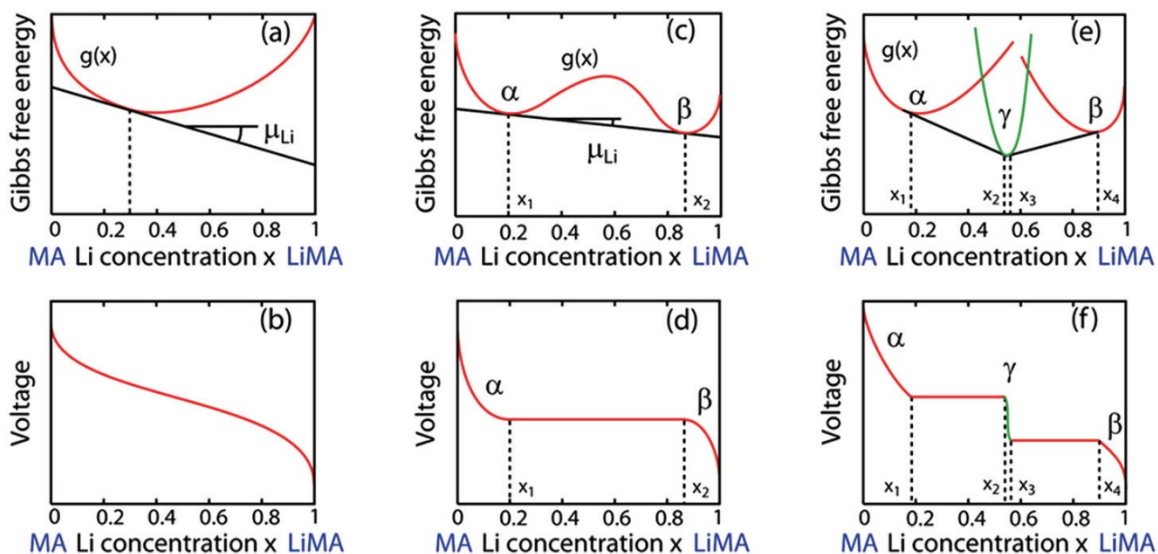 (a)
Gibbs free energy
g(x)
μLi
0 0.2 0.4 0.6 0.8 1
MA Li concentration x LiMA
(c)
Gibbs free energy
g(x)
α
β
μLi
x1 x2
0 0.2 0.4 0.6 0.8 1
MA Li concentration x LiMA
(e)
Gibbs free energy
g(x)
α γ β
x1 x2 x3 x4
0 0.2 0.4 0.6 0.8 1
MA Li concentration x LiMA
(b)
Voltage
0 0.2 0.4 0.6 0.8 1
MA Li concentration x LiMA
(d)
Voltage
α β
x1 x2
0 0.2 0.4 0.6 0.8 1
MA Li concentration x LiMA
(f)
Voltage
α
γ
β
x1 x2 x3 x4
0 0.2 0.4 0.6 0.8 1
MA Li concentration x LiMA